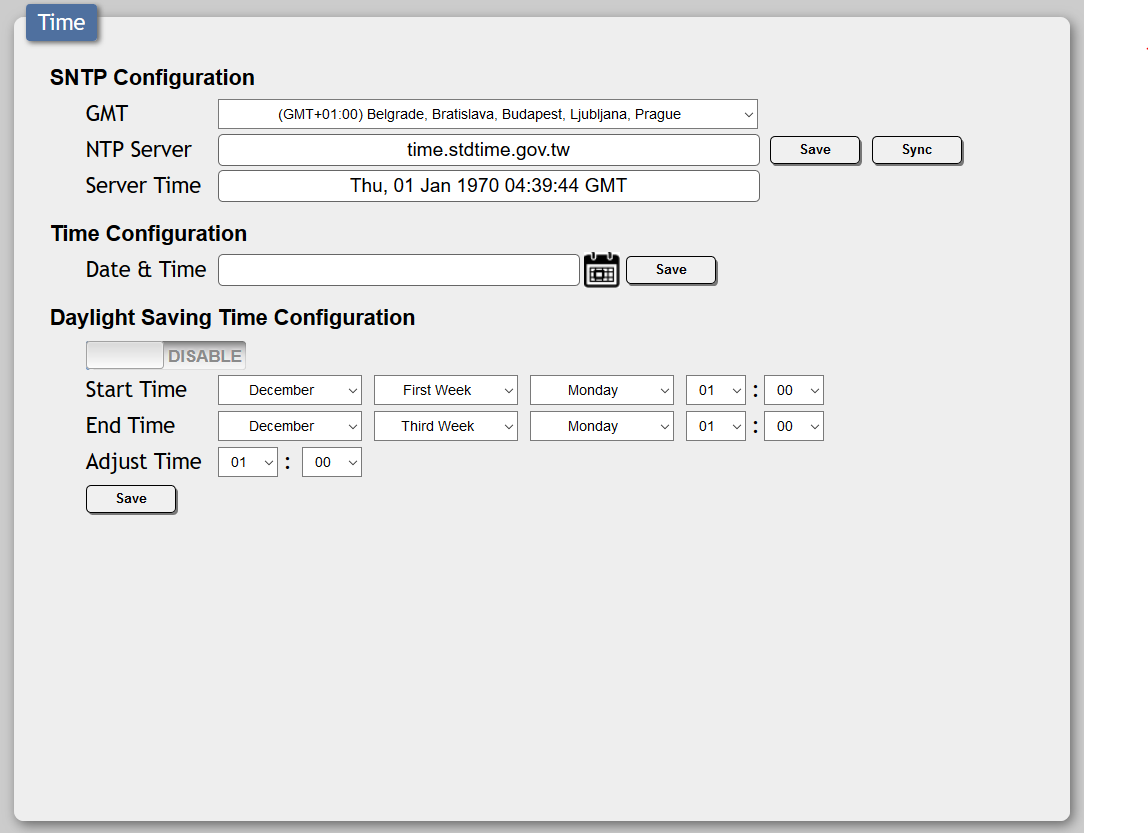 Time
SNTP Configuration
GMT (GMT+01:00) Belgrade, Bratislava, Budapest, Ljubljana, Prague
NTP Server time.stdtime.gov.tw Save Sync
Server Time Thu, 01 Jan 1970 04:39:44 GMT
Time Configuration
Date & Time Save
Daylight Saving Time Configuration
DISABLE
Start Time December First Week Monday 01 : 00
End Time December Third Week Monday 01 : 00
Adjust Time 01 : 00
Save